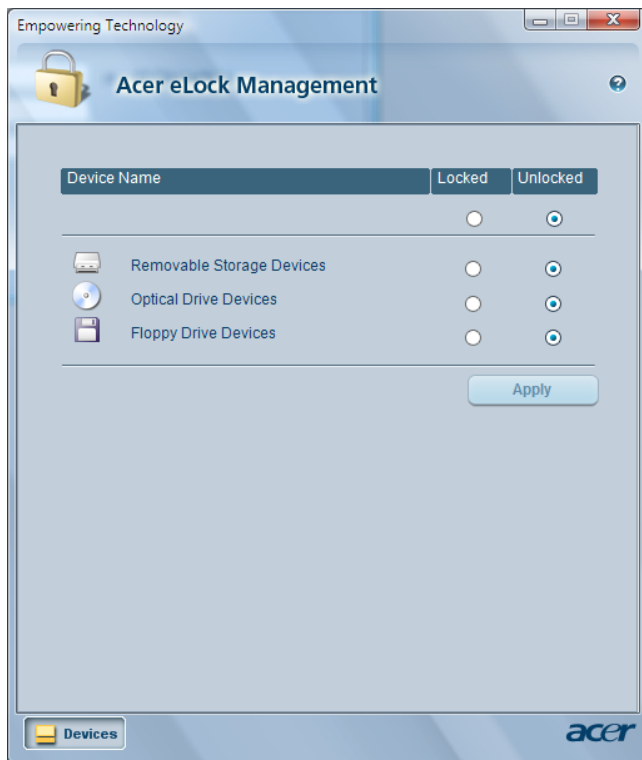 Empowering Technology
Acer eLock Management
Device Name Locked Unlocked
Removable Storage Devices
Optical Drive Devices
Floppy Drive Devices
Apply
Devices
acer